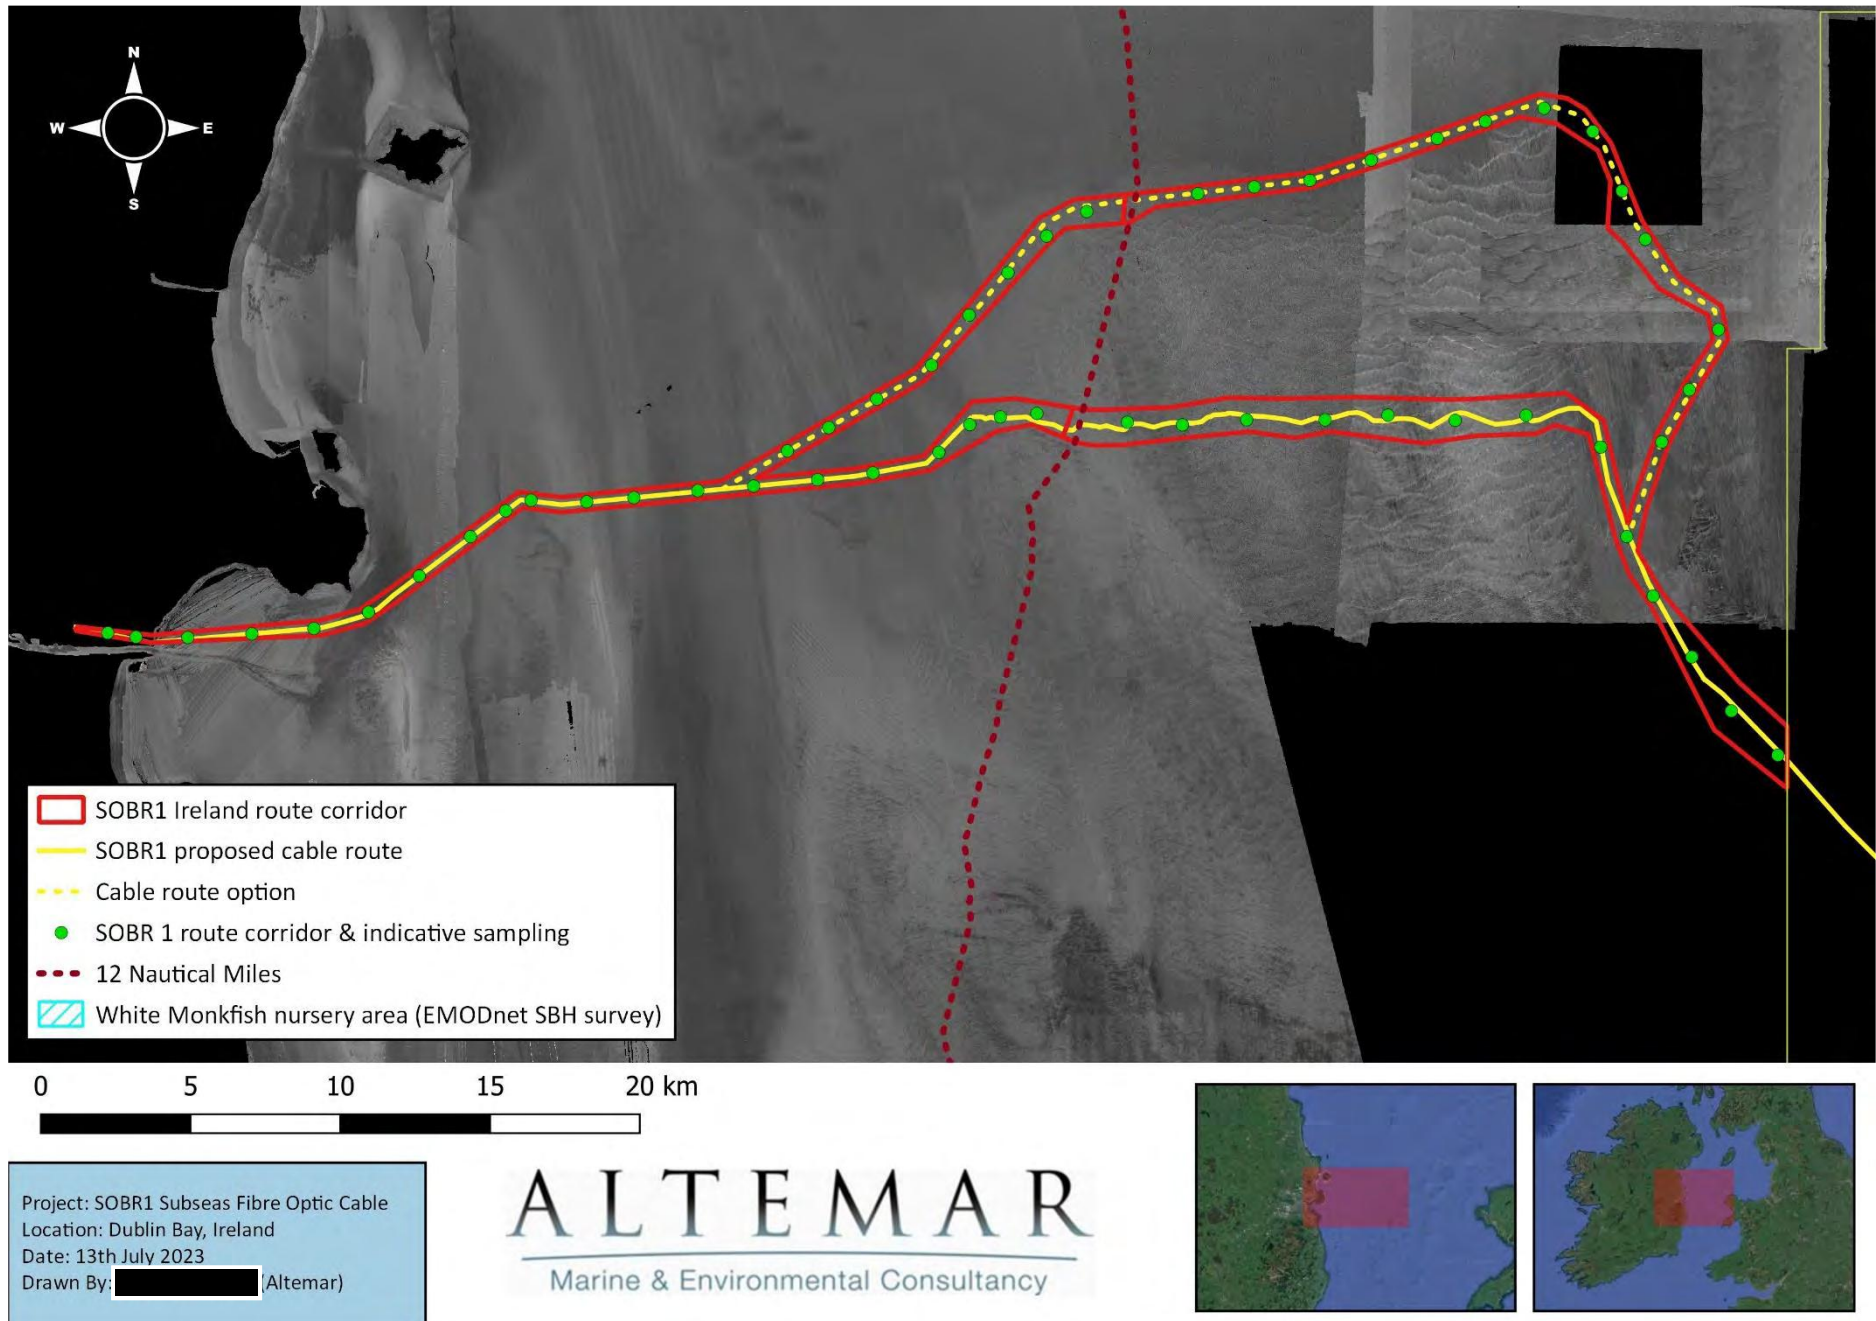 N
W E
S
SOBR1 Ireland route corridor
SOBR1 proposed cable route
Cable route option
SOBR 1 route corridor & indicative sampling
12 Nautical Miles
White Monkfish nursery area (EMODnet SBH survey)
0 5 10 15 20 km
Project: SOBR1 Subseas Fibre Optic Cable
Location: Dublin Bay, Ireland
Date: 13th July 2023
Drawn By: (Altemar)
ALTEMAR
Marine & Environmental Consultancy